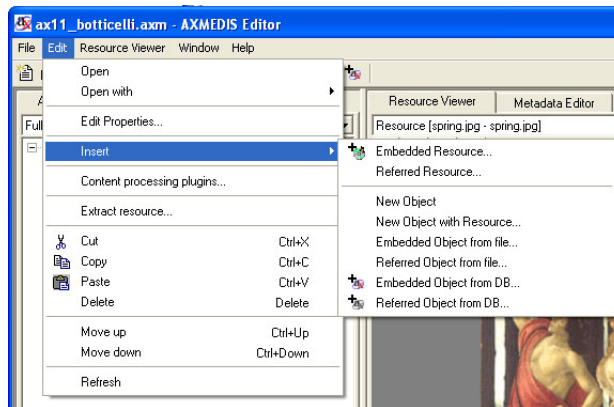 ax11_botticelli.axm - AXMEDIS Editor
File Edit Resource Viewer Window Help
Resource Viewer Metadata Editor
Full
Resource [spring.jpg - spring.jpg]
Open
Open with
Edit Properties...
Insert
Content processing plugins...
Extract resource...
Cut Ctrl+X
Copy Ctrl+C
Paste Ctrl+V
Delete Delete
Move up Ctrl+Up
Move down Ctrl+Down
Refresh
Embedded Resource...
Referred Resource...
New Object
New Object with Resource...
Embedded Object from file...
Referred Object from file...
Embedded Object from DB...
Referred Object from DB...